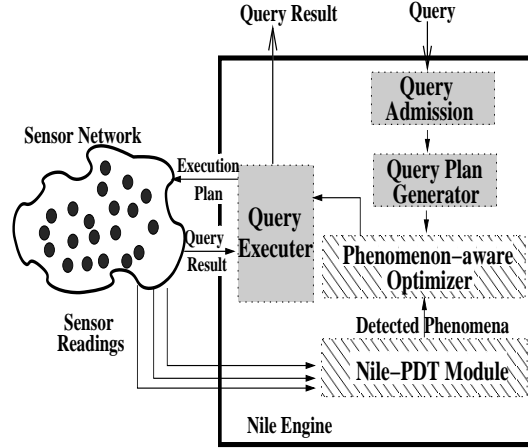 Query Result
Query
Query
Admission
Sensor Network
Execution
Plan
Query Plan
Generator
Query
Executer
Query
Result
Phenomenon-aware
Optimizer
Sensor
Readings
Detected Phenomena
Nile-PDT Module
Nile Engine